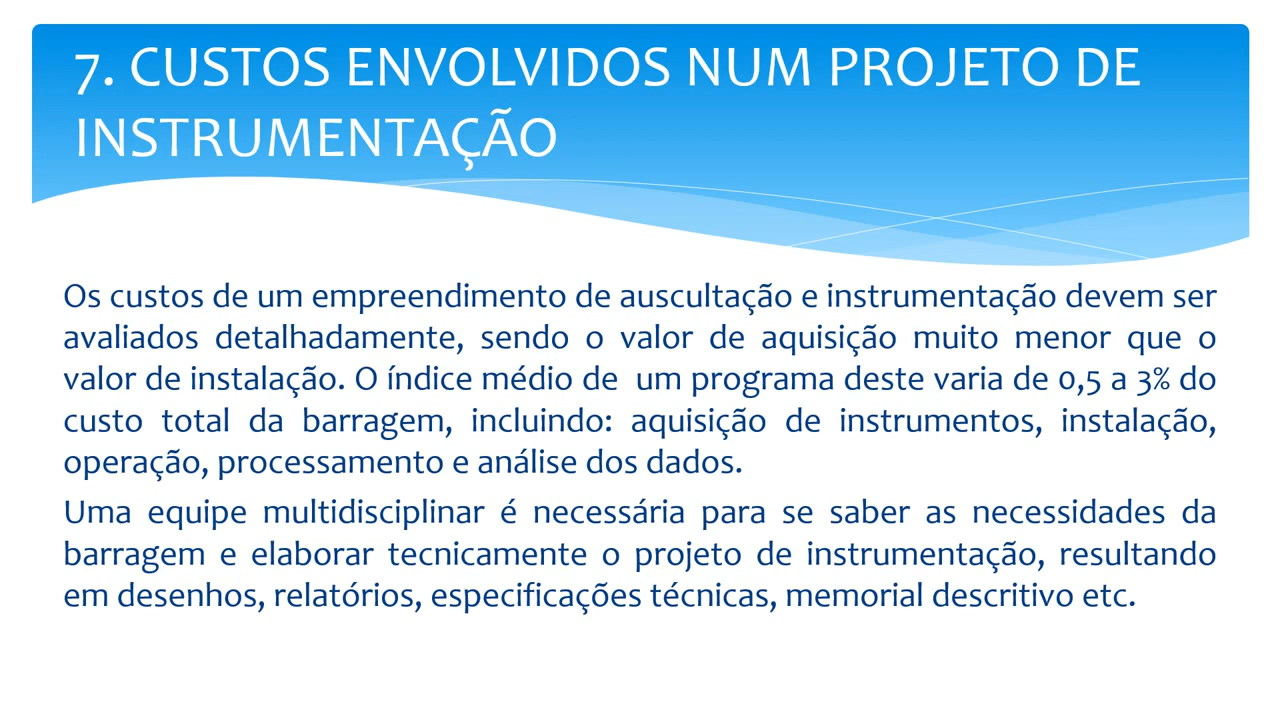 7. CUSTOS ENVOLVIDOS NUM PROJETO DE
INSTRUMENTAÇÃO
Os custos de um empreendimento de auscultação e instrumentação devem ser
avaliados detalhadamente, sendo o valor de aquisição muito menor que o
valor de instalação. O índice médio de  um programa deste varia de 0,5 a 3% do
custo total da barragem, incluindo: aquisição de instrumentos, instalação,
operação, processamento e análise dos dados.
Uma equipe multidisciplinar é necessária para se saber as necessidades da
barragem e elaborar tecnicamente o projeto de instrumentação, resultando
em desenhos, relatórios, especificações técnicas, memorial descritivo etc.